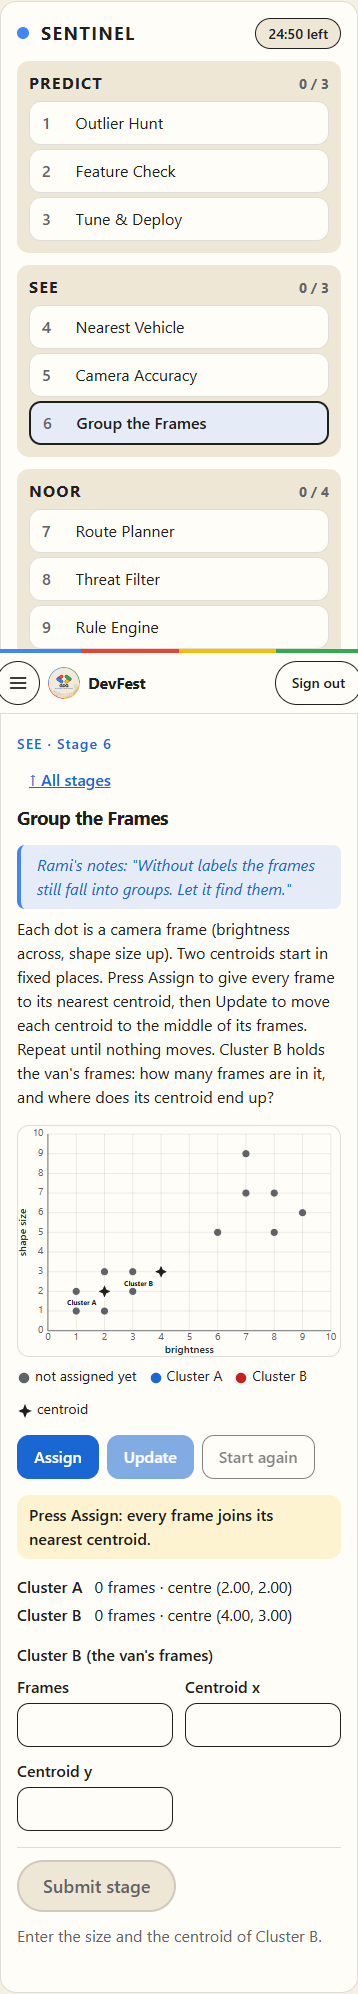 SENTINEL
24:50 left
PREDICT
0 / 3
1 Outlier Hunt
2 Feature Check
3 Tune & Deploy
SEE
0 / 3
4 Nearest Vehicle
5 Camera Accuracy
6 Group the Frames
NOOR
0 / 4
7 Route Planner
8 Threat Filter
9 Rule Engine
DevFest
Sign out
SEE · Stage 6
↑ All stages
Group the Frames
Rami's notes: "Without labels the frames
still fall into groups. Let it find them."
Each dot is a camera frame (brightness
across, shape size up). Two centroids start in
fixed places. Press Assign to give every frame
to its nearest centroid, then Update to move
each centroid to the middle of its frames.
Repeat until nothing moves. Cluster B holds
the van's frames: how many frames are in it,
and where does its centroid end up?
10
9
8
7
6
5
4
3
2
1
0
shape size
Cluster B
Cluster A
0 1 2 3 4 5 6 7 8 9 10
brightness
not assigned yet
Cluster A
Cluster B
centroid
Assign
Update
Start again
Press Assign: every frame joins its
nearest centroid.
Cluster A 0 frames · centre (2.00, 2.00)
Cluster B 0 frames · centre (4.00, 3.00)
Cluster B (the van's frames)
Frames
Centroid x
Centroid y
Submit stage
Enter the size and the centroid of Cluster B.